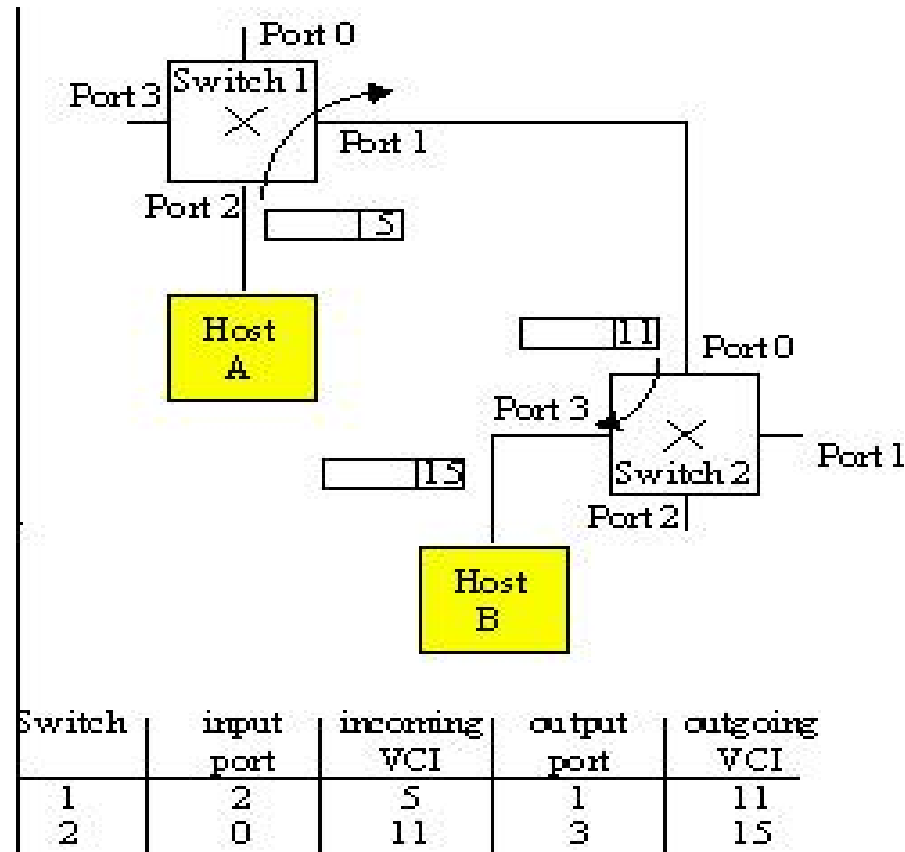 Port 0
Switch 1
Port 3
Port 1
Port 2
5
Host
A
11
Port 0
Port 3
Port 1
15
Switch 2
Port 2
Host
B
Switch input incoming output outgoing
port VCI port VCI
1 2 5 1 11
2 0 11 3 15